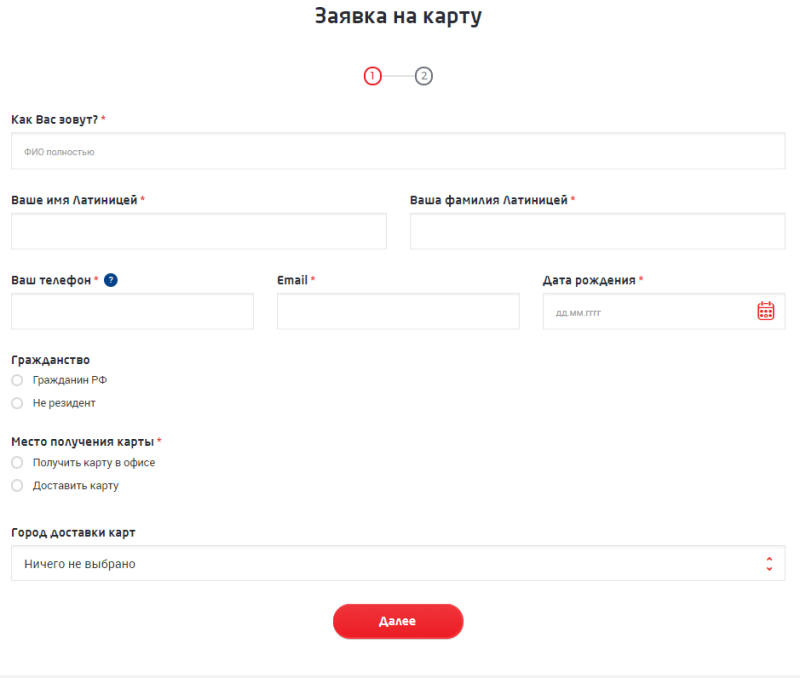 Заявка на карту
1 2
Как Вас зовут? *
ФИО полностью
Ваше имя Латиницей * Ваша фамилия Латиницей *
Ваш телефон * ? Email * Дата рождения *
дд.мм.гггг
Гражданство
Гражданин РФ
Не резидент
Место получения карты *
Получить карту в офисе
Доставить карту
Город доставки карт
Ничего не выбрано
Далее